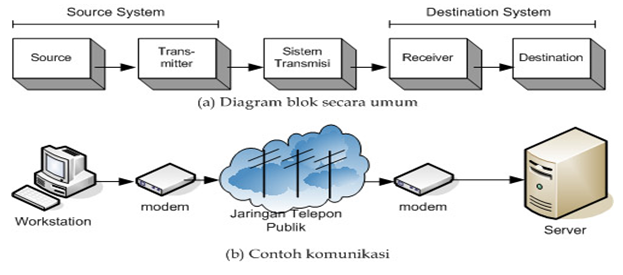 Source System
Destination System
Source
Trans-
mitter
Sistem
Transmisi
Receiver
Destination
(a) Diagram blok secara umum
Workstation
modem
Jaringan Telepon
Publik
modem
Server
(b) Contoh komunikasi